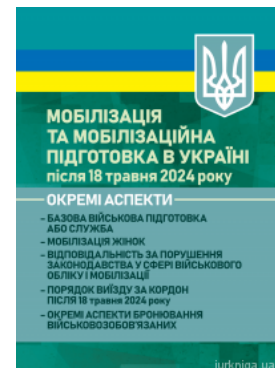 МОБІЛІЗАЦІЯ
ТА МОБІЛІЗАЦІЙНА
ПІДГОТОВКА В УКРАЇНІ
після 18 травня 2024 року
ОКРЕМІ АСПЕКТИ
- БАЗОВА ВІЙСЬКОВА ПІДГОТОВКА
АБО СЛУЖБА
- МОБІЛІЗАЦІЯ ЖІНОК
- ВІДПОВІДАЛЬНІСТЬ ЗА ПОРУШЕННЯ
ЗАКОНОДАВСТВА У СФЕРІ ВІЙСЬКОВОГО
ОБЛІКУ І МОБІЛІЗАЦІЇ
- ПОРЯДОК ВИЇЗДУ ЗА КОРДОН
ПІСЛЯ 18 травня 2024 року
- ОКРЕМІ АСПЕКТИ БРОНЮВАННЯ
ВІЙСЬКОВОЗОБОВ'ЯЗАНИХ
jurkniga.ua